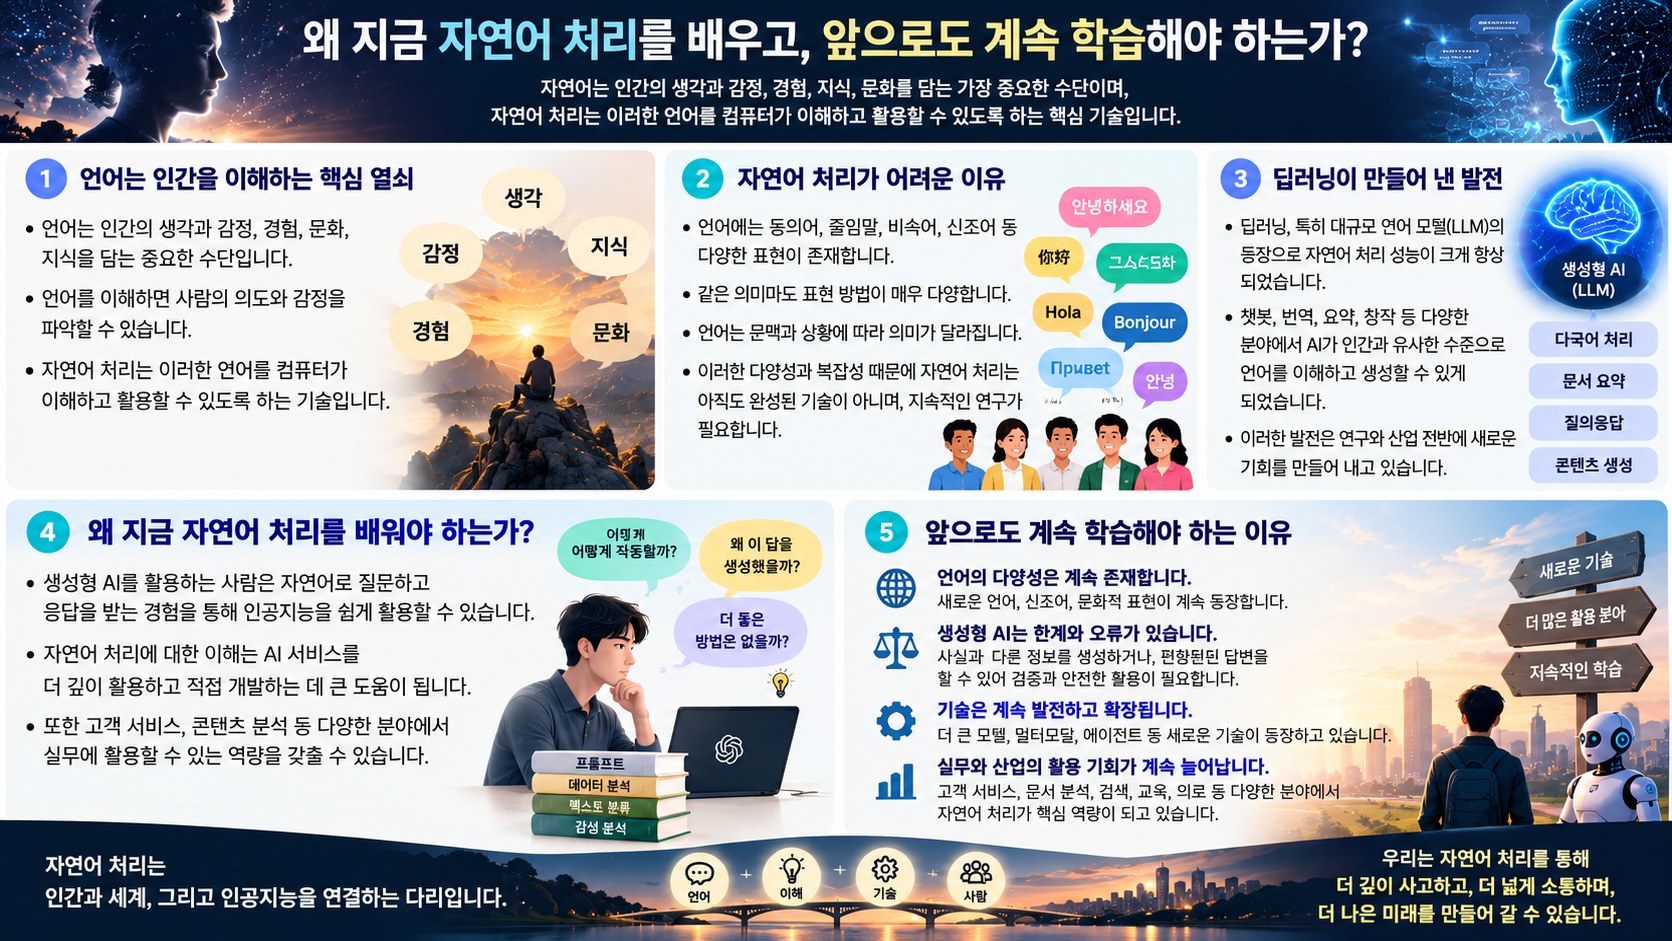 왜 지금 자연어 처리를 배우고, 앞으로도 계속 학습해야 하는가?
자연어는 인간의 생각과 감정, 경험, 지식, 문화를 담는 가장 중요한 수단이며,
자연어 처리는 이러한 언어를 컴퓨터가 이해하고 활용할 수 있도록 하는 핵심 기술입니다.
1 언어는 인간을 이해하는 핵심 열쇠
• 언어는 인간의 생각과 감정, 경험, 문화,
지식을 담는 중요한 수단입니다.
• 언어를 이해하면 사람의 의도와 감정을
파악할 수 있습니다.
• 자연어 처리는 이러한 언어를 컴퓨터가
이해하고 활용할 수 있도록 하는 기술입니다.
생각
감정
지식
경험
문화
2 자연어 처리가 어려운 이유
• 언어에는 동의어, 줄임말, 비속어, 신조어 등
다양한 표현이 존재합니다.
• 같은 의미마도 표현 방법이 매우 다양합니다.
• 언어는 문맥과 상황에 따라 의미가 달라집니다.
• 이러한 다양성과 복잡성 때문에 자연어 처리는
아직도 완성된 기술이 아니며, 지속적인 연구가
필요합니다.
안녕하세요
Hola
Bonjour
Привет
안녕
3 딥러닝이 만들어 낸 발전
• 딥러닝, 특히 대규모 언어 모델(LLM)의
등장으로 자연어 처리 성능이 크게 향상
되었습니다.
• 챗봇, 번역, 요약, 창작 등 다양한
분야에서 AI가 인간과 유사한 수준으로
언어를 이해하고 생성할 수 있게
되었습니다.
• 이러한 발전은 연구와 산업 전반에 새로운
기회를 만들어 내고 있습니다.
생성형 AI
(LLM)
다국어 처리
문서 요약
질의응답
콘텐츠 생성
4 왜 지금 자연어 처리를 배워야 하는가?
• 생성형 AI를 활용하는 사람은 자연어로 질문하고
응답을 받는 경험을 통해 인공지능을 쉽게 활용할 수 있습니다.
• 자연어 처리에 대한 이해는 AI 서비스를
더 깊이 활용하고 직접 개발하는 데 큰 도움이 됩니다.
• 또한 고객 서비스, 콘텐츠 분석 등 다양한 분야에서
실무에 활용할 수 있는 역량을 갖출 수 있습니다.
어떻게
어떻게 작동할까?
왜 이 답을
생성했을까?
더 좋은
방법은 없을까?
프롬프트
데이터 분석
텍스트 분류
감성 분석
5 앞으로도 계속 학습해야 하는 이유
언어의 다양성은 계속 존재합니다.
새로운 언어, 신조어, 문화적 표현이 계속 등장합니다.
생성형 AI는 한계와 오류가 있습니다.
사실과 다른 정보를 생성하거나, 편향된 답변을
할 수 있어 검증과 안전한 활용이 필요합니다.
기술은 계속 발전하고 확장됩니다.
더 큰 모델, 멀티모달, 에이전트 등 새로운 기술이 등장하고 있습니다.
실무와 산업의 활용 기회가 계속 늘어납니다.
고객 서비스, 문서 분석, 검색, 교육, 의료 등 다양한 분야에서
자연어 처리가 핵심 역량이 되고 있습니다.
새로운 기술
더 많은 활용 분야
지속적인 학습
자연어 처리는
인간과 세계, 그리고 인공지능을 연결하는 다리입니다.
언어 + 이해 + 기술 + 사람
우리는 자연어 처리를 통해
더 깊이 사고하고, 더 넓게 소통하며,
더 나은 미래를 만들어 갈 수 있습니다.